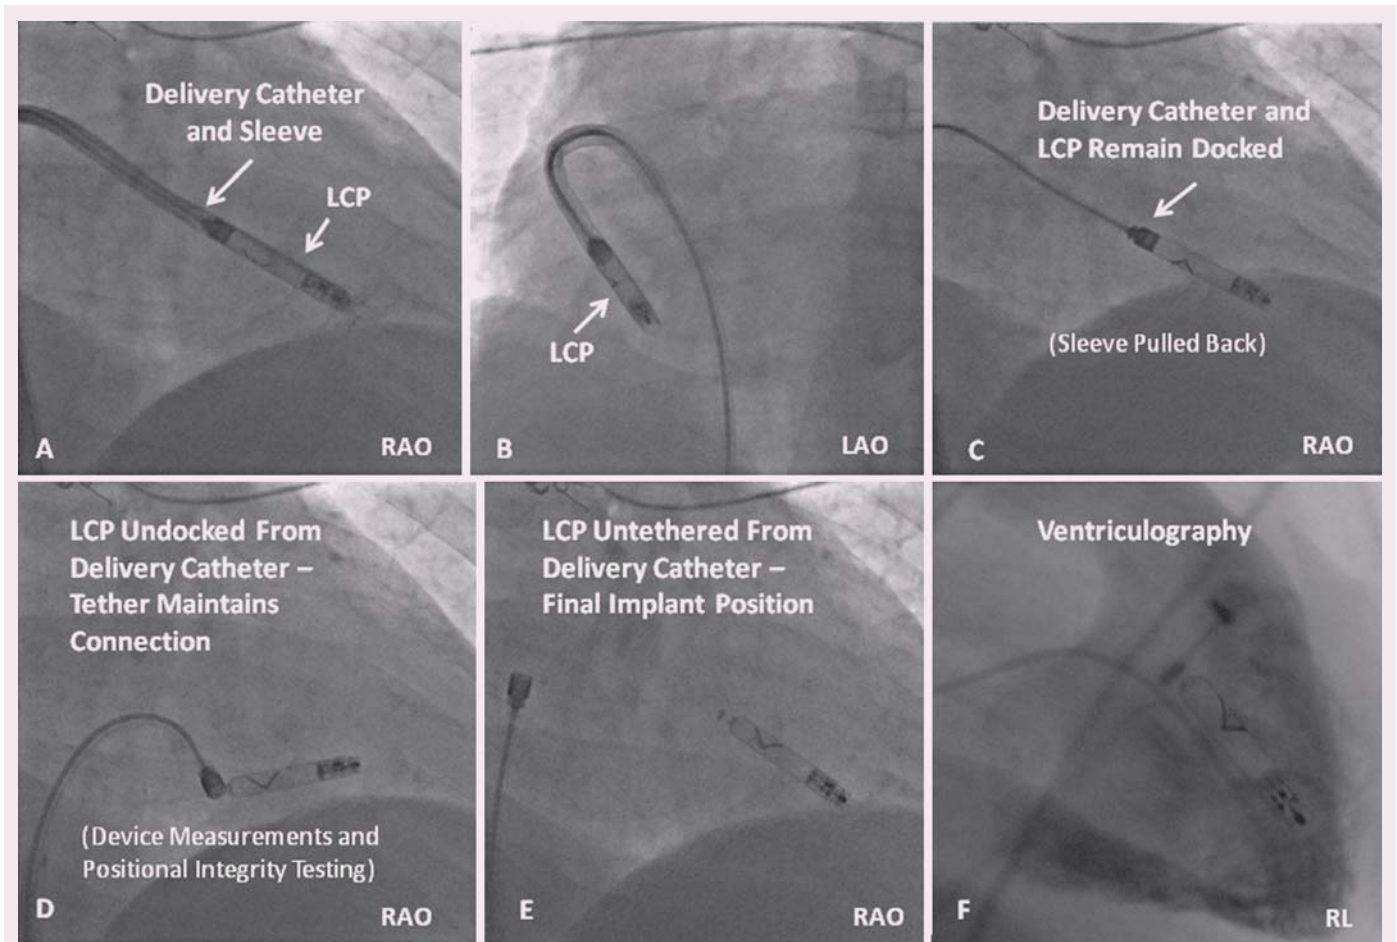 Delivery Catheter
and Sleeve
LCP
A
RAO
LCP
B
LAO
Delivery Catheter and
LCP Remain Docked
(Sleeve Pulled Back)
C
RAO
LCP Undocked From
Delivery Catheter –
Tether Maintains
Connection
(Device Measurements and
Positional Integrity Testing)
D
RAO
LCP Untethered From
Delivery Catheter –
Final Implant Position
E
RAO
Ventriculography
F
RL